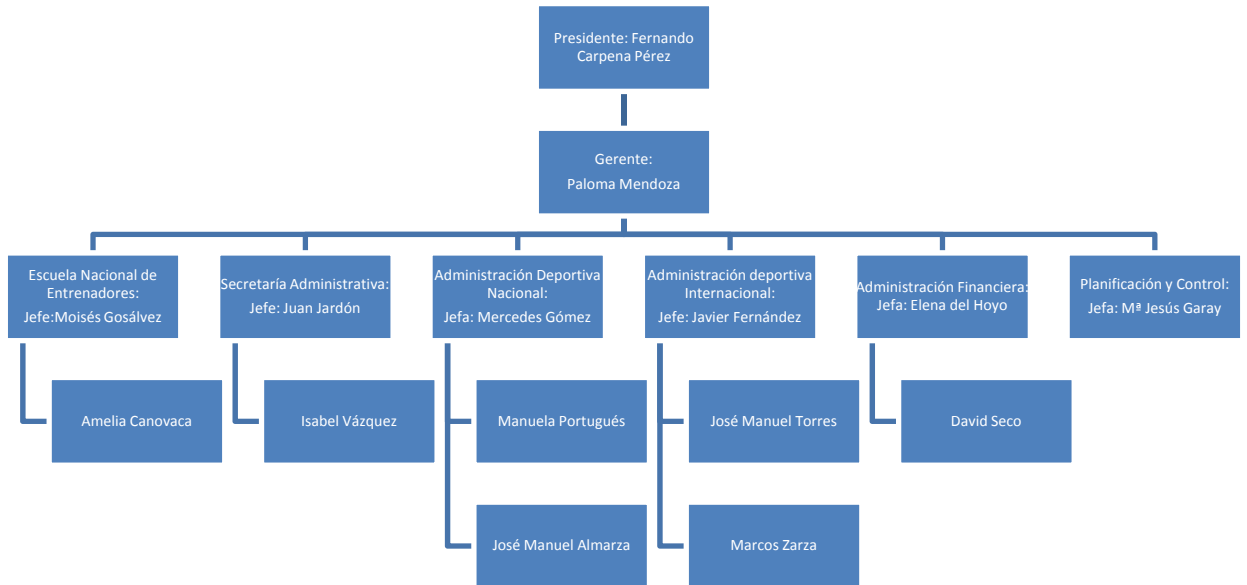 Presidente: Fernando
Carpena Pérez
Gerente:
Paloma Mendoza
Escuela Nacional de
Entrenadores:
Jefe:Moisés Gosálvez
Secretaría Administrativa:
Jefe: Juan Jardón
Administración Deportiva
Nacional:
Jefa: Mercedes Gómez
Administración deportiva
Internacional:
Jefe: Javier Fernández
Administración Financiera:
Jefa: Elena del Hoyo
Planificación y Control:
Jefa: Mª Jesús Garay
Amelia Canovaca
Isabel Vázquez
Manuela Portugués
José Manuel Torres
David Seco
José Manuel Almarza
Marcos Zarza